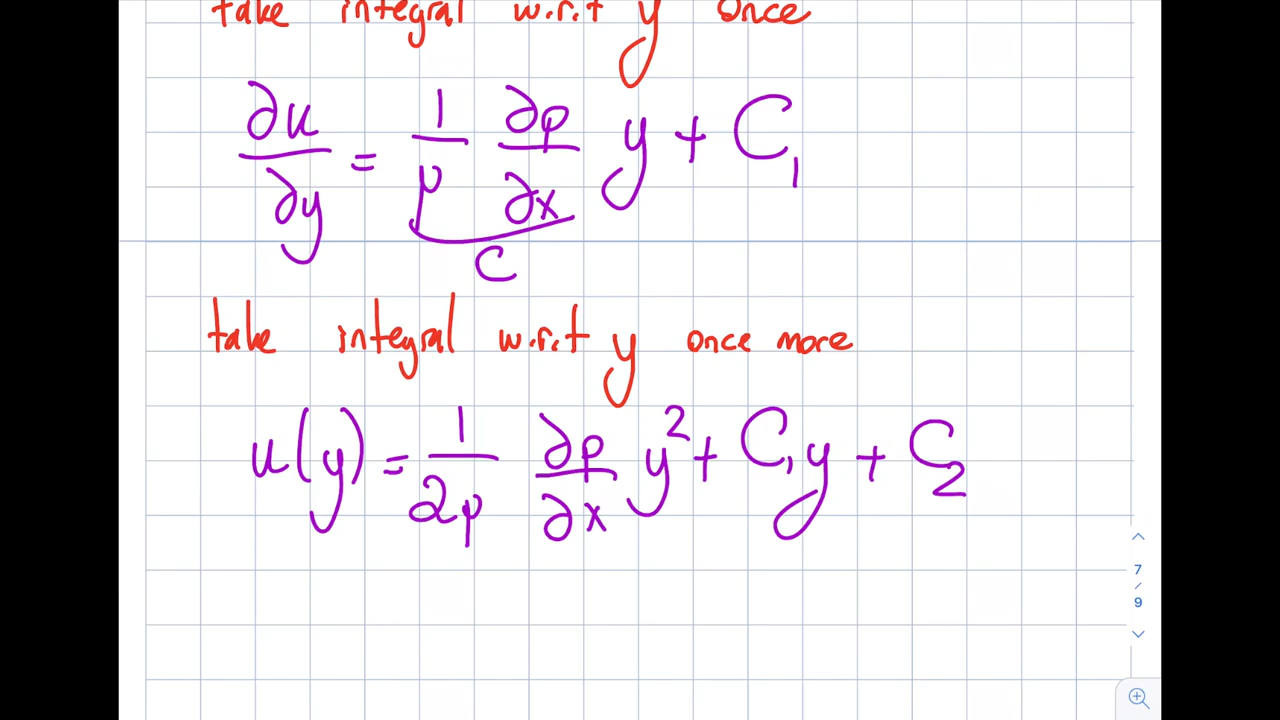 take integral w.r.t y once
∂u/∂y = 1/μ ∂p/∂x y + C₁
C
take integral w.r.t y once more
u(y) = 1/2μ ∂p/∂x y² + C₁y + C₂
7
/
9